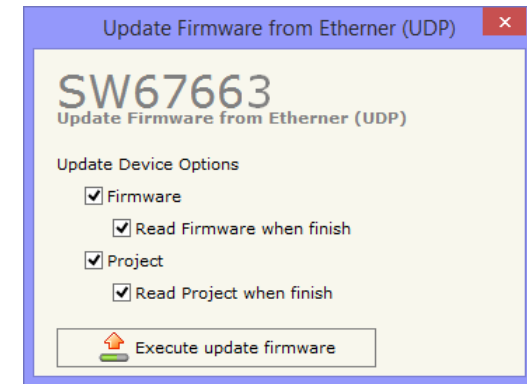 Update Firmware from Etherner (UDP)
SW67663
Update Firmware from Etherner (UDP)
Update Device Options
Firmware
Read Firmware when finish
Project
Read Project when finish
Execute update firmware